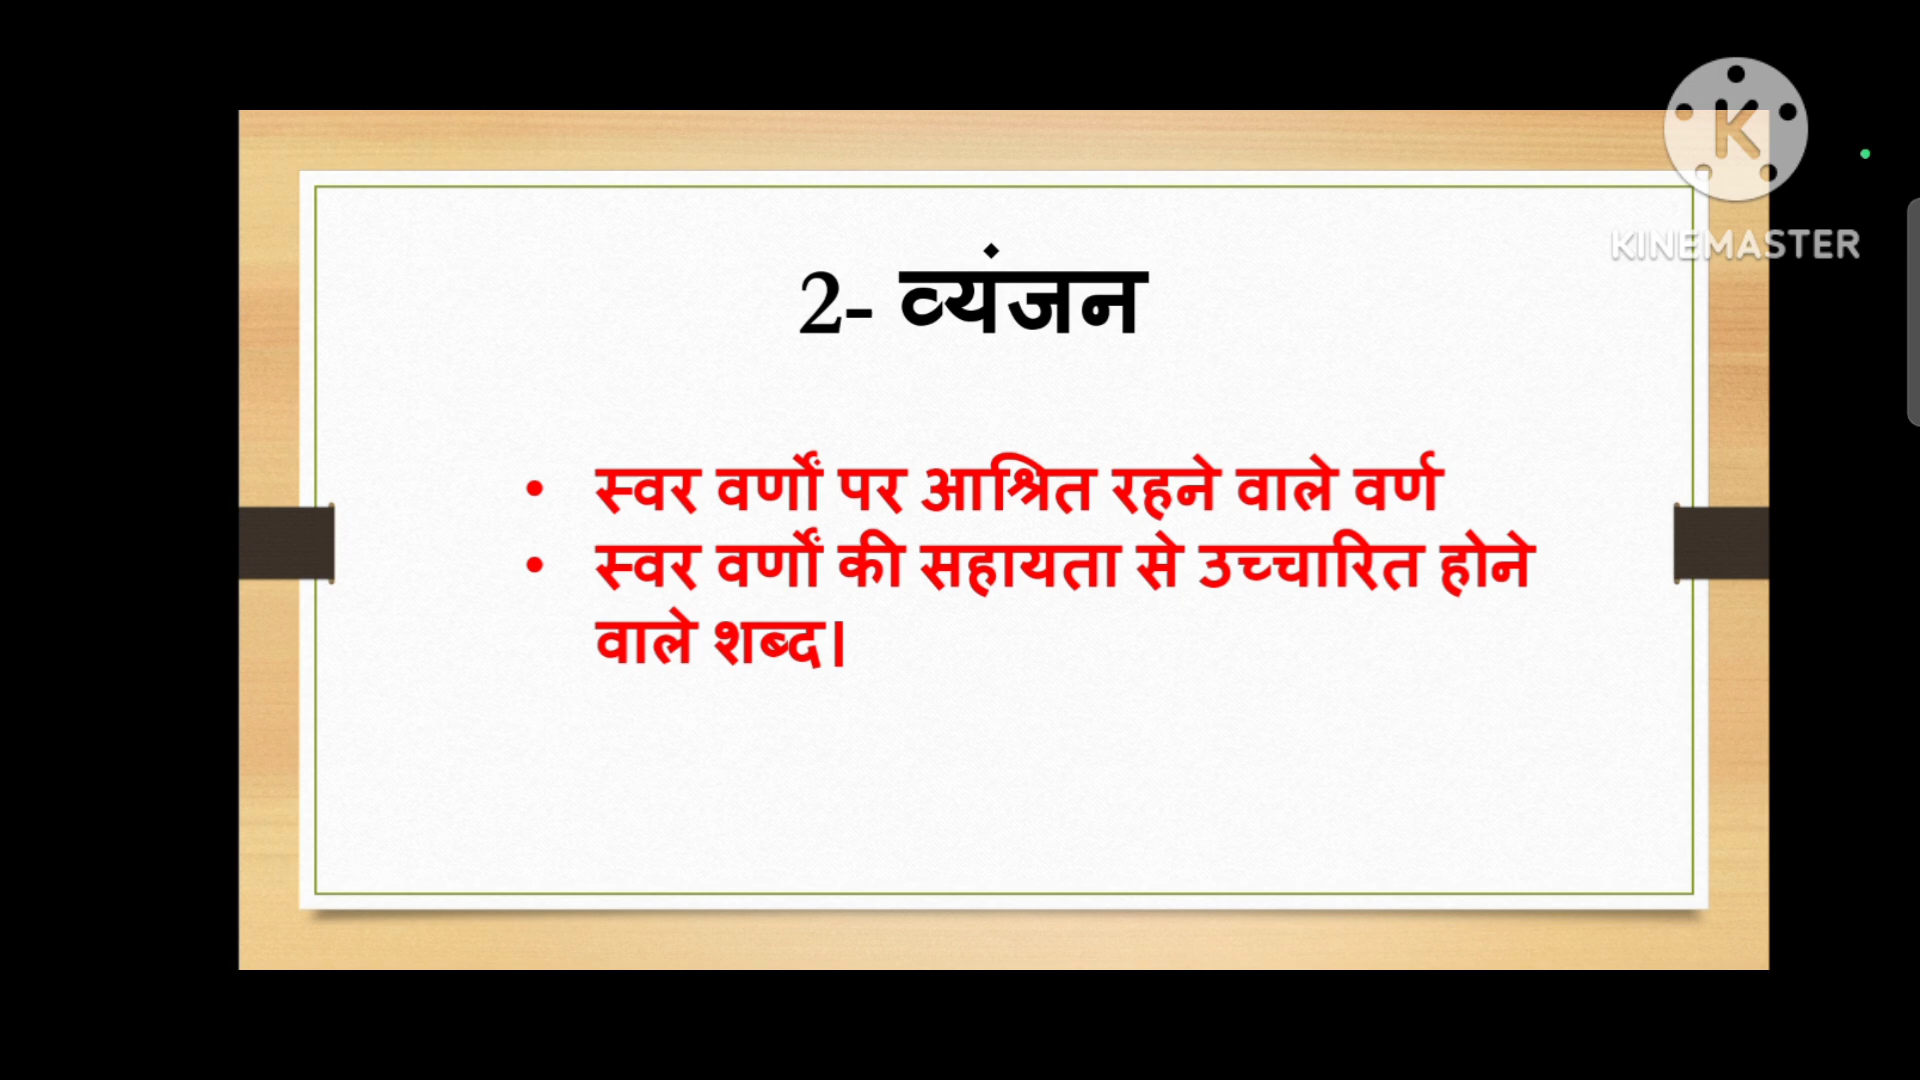 KINEMASTER
2- व्यंजन
• स्वर वर्णों पर आश्रित रहने वाले वर्ण
• स्वर वर्णों की सहायता से उच्चारित होने
वाले शब्द।